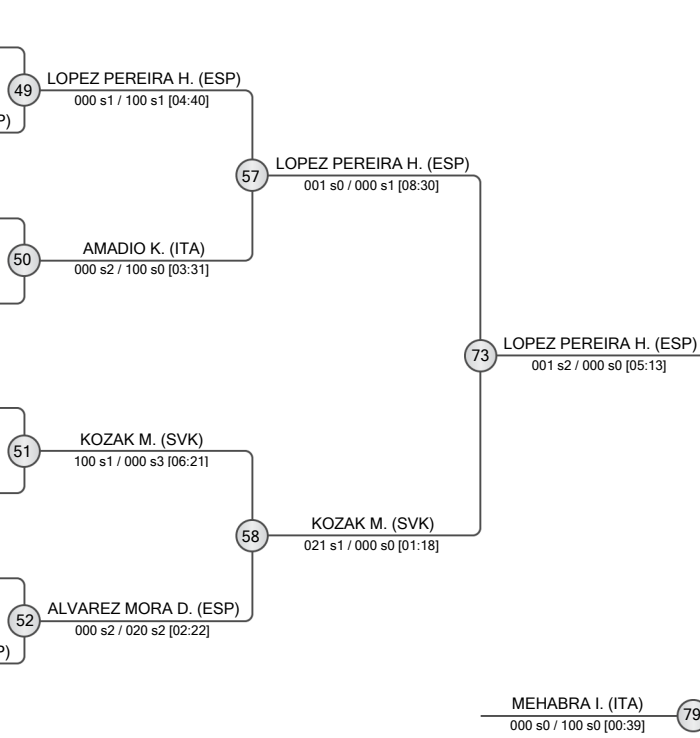 LOPEZ PEREIRA H. (ESP)
49
000 s1 / 100 s1 [04:40]
P)
LOPEZ PEREIRA H. (ESP)
57
001 s0 / 000 s1 [08:30]
AMADIO K. (ITA)
50
000 s2 / 100 s0 [03:31]
LOPEZ PEREIRA H. (ESP)
73
001 s2 / 000 s0 [05:13]
KOZAK M. (SVK)
51
100 s1 / 000 s3 [06:21]
KOZAK M. (SVK)
58
021 s1 / 000 s0 [01:18]
ALVAREZ MORA D. (ESP)
52
000 s2 / 020 s2 [02:22]
P)
MEHABRA I. (ITA)
79
000 s0 / 100 s0 [00:39]